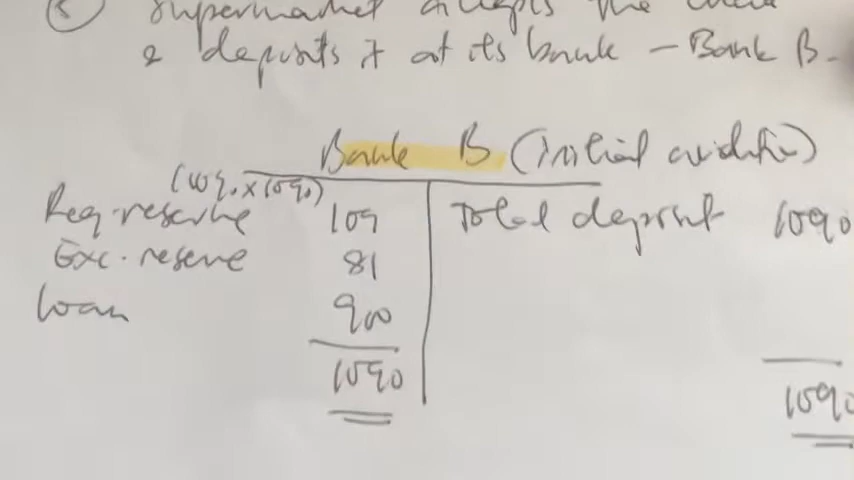 ⑤ Supermarket accepts the
& deposits it at its bank - Bank B.
Bank B (initial
(10% x 1090)
Req. reserve 109 Total deposit 1090
Exc. reserve 81
Loan 900
1090 1090